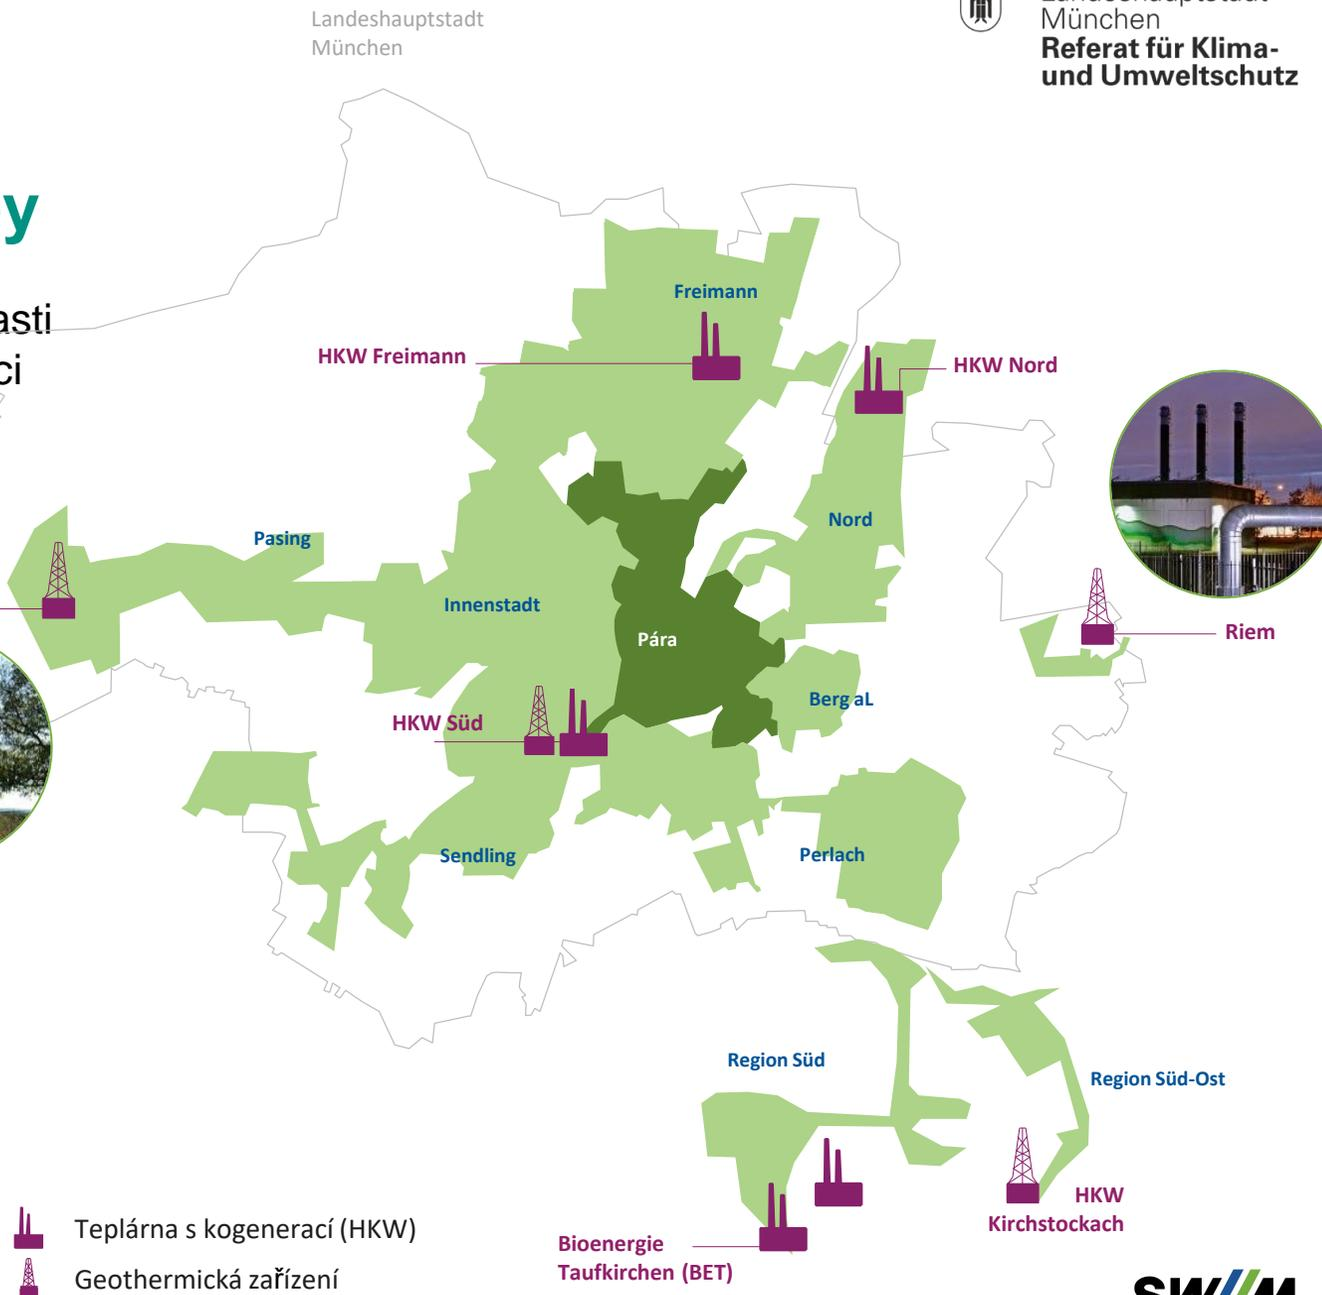 Landeshauptstadt
München
München
Referat für Klima-
und Umweltschutz
y
asti
ci
Freimann
HKW Freimann
HKW Nord
Nord
Pasing
Innenstadt
Pára
Riem
Berg aL
HKW Süd
Sendling
Perlach
Region Süd
Region Süd-Ost
HKW
Kirchstockach
Bioenergie
Taufkirchen (BET)
Teplárna s kogenerací (HKW)
Geothermická zařízení
SW//M